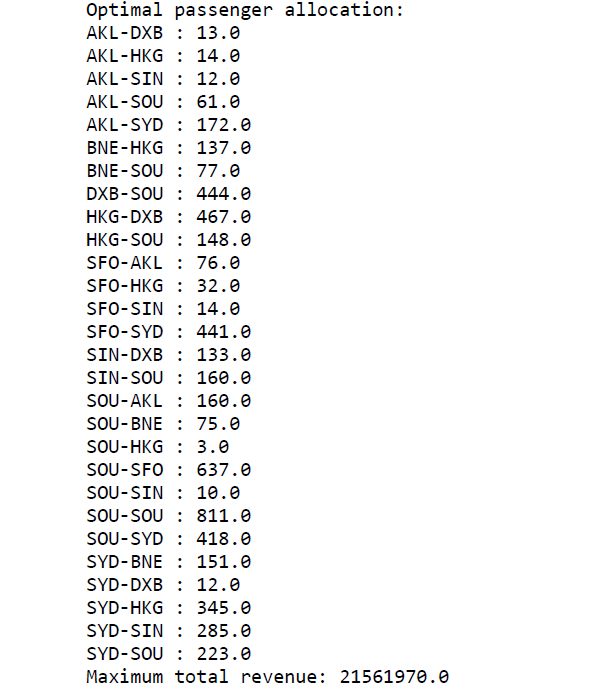 Optimal passenger allocation:
AKL-DXB : 13.0
AKL-HKG : 14.0
AKL-SIN : 12.0
AKL-SOU : 61.0
AKL-SYD : 172.0
BNE-HKG : 137.0
BNE-SOU : 77.0
DXB-SOU : 444.0
HKG-DXB : 467.0
HKG-SOU : 148.0
SFO-AKL : 76.0
SFO-HKG : 32.0
SFO-SIN : 14.0
SFO-SYD : 441.0
SIN-DXB : 133.0
SIN-SOU : 160.0
SOU-AKL : 160.0
SOU-BNE : 75.0
SOU-HKG : 3.0
SOU-SFO : 637.0
SOU-SIN : 10.0
SOU-SOU : 811.0
SOU-SYD : 418.0
SYD-BNE : 151.0
SYD-DXB : 12.0
SYD-HKG : 345.0
SYD-SIN : 285.0
SYD-SOU : 223.0
Maximum total revenue: 21561970.0